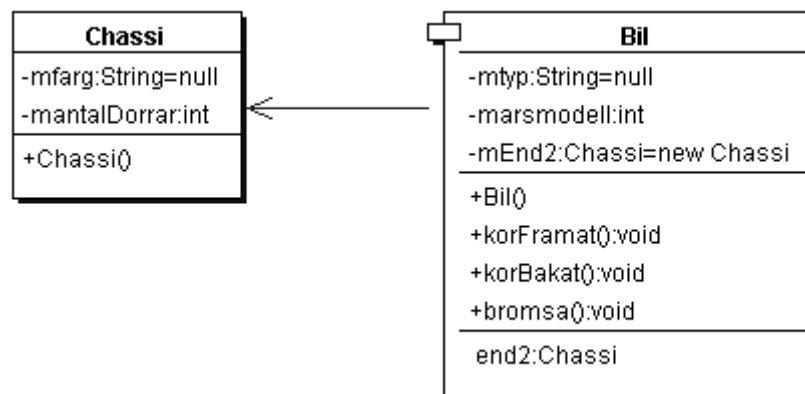 Chassi
-mfarg:String=null
-mantalDorrar:int
+Chassi()
Bil
-mtyp:String=null
-marsmodell:int
-mEnd2:Chassi=new Chassi
+Bil()
+korFramat():void
+korBakat():void
+bromsa():void
end2:Chassi